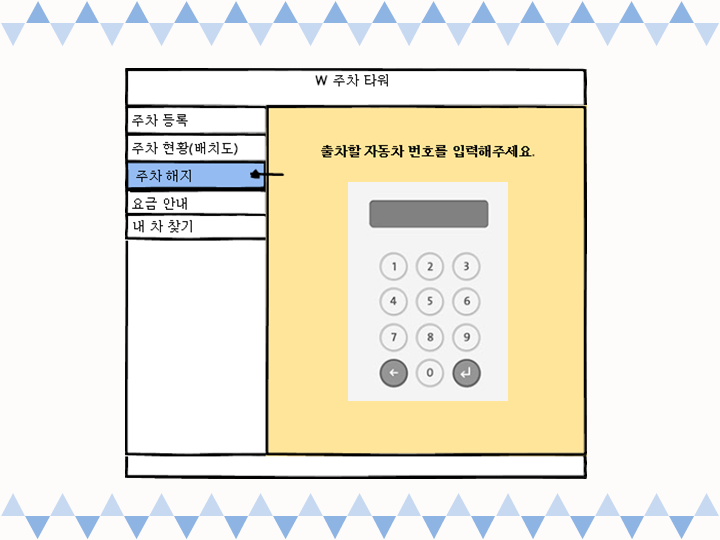 W 주차 타워
주차 등록
주차 현황(배치도)
주차 해지
요금 안내
내 차 찾기
출차할 자동차 번호를 입력해주세요.
1 2 3
4 5 6
7 8 9
0